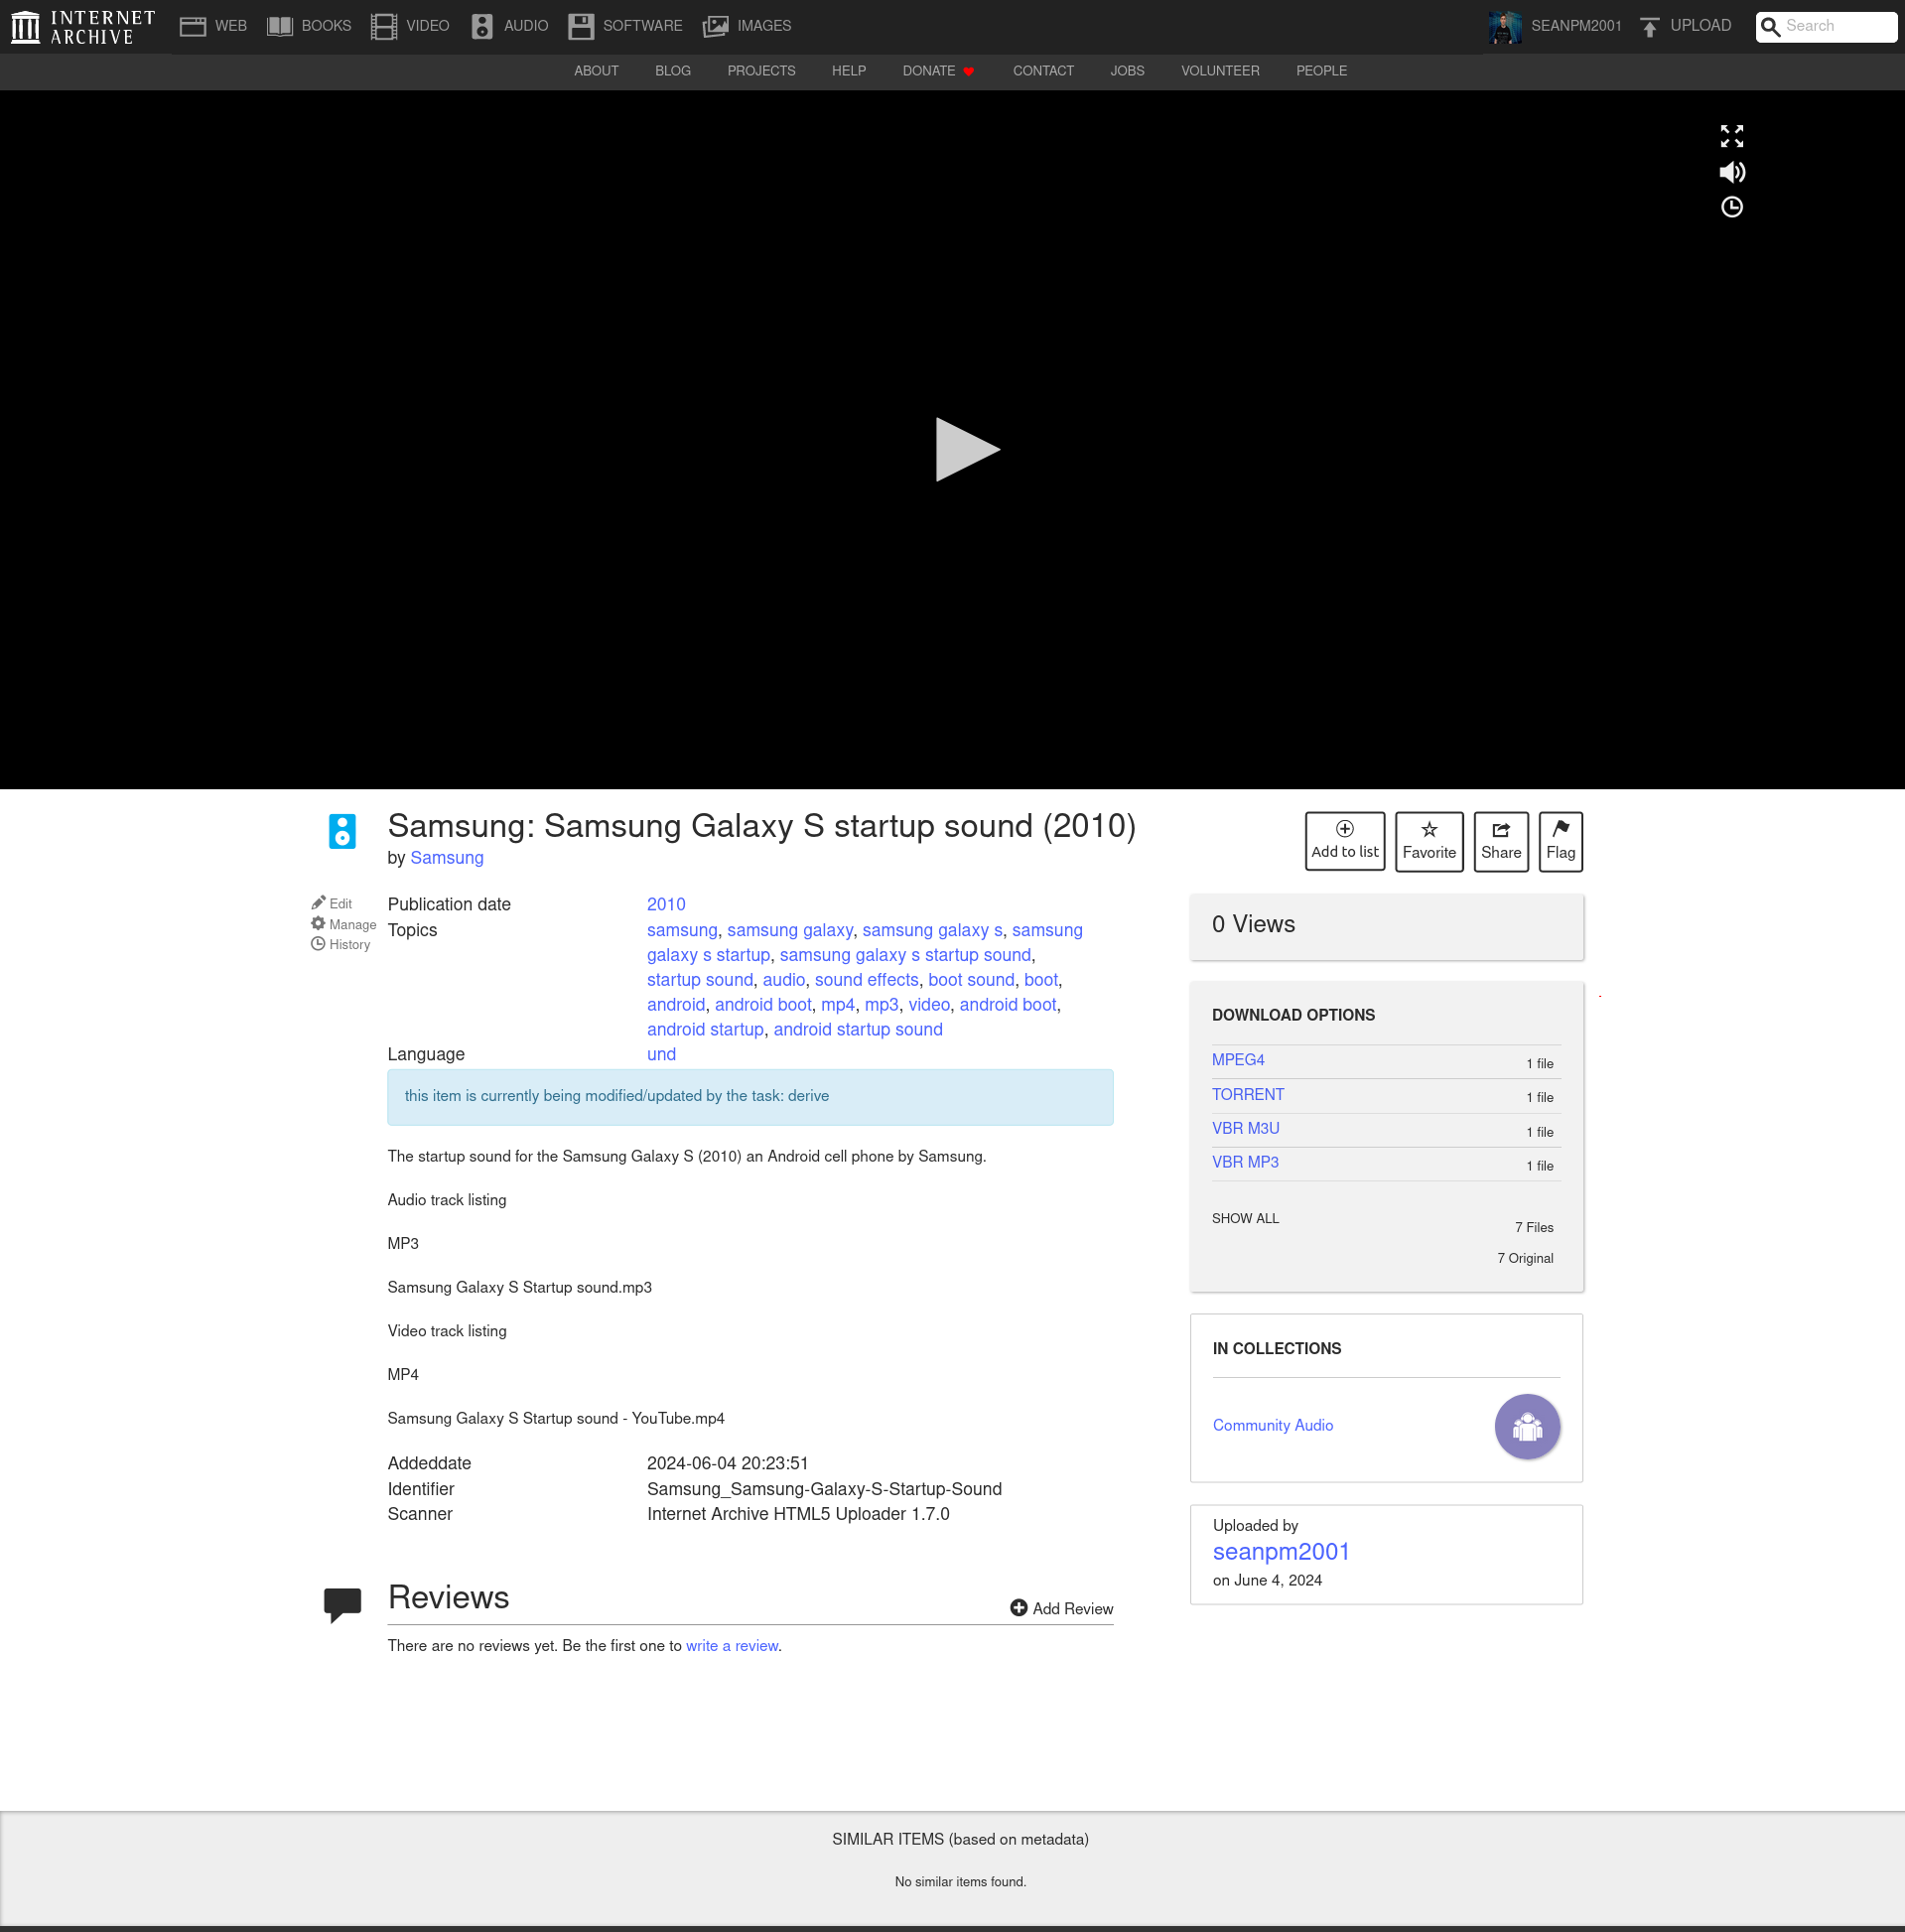 INTERNET ARCHIVE
WEB BOOKS VIDEO AUDIO SOFTWARE IMAGES SEANPM2001 UPLOAD Search
ABOUT BLOG PROJECTS HELP DONATE CONTACT JOBS VOLUNTEER PEOPLE
Samsung: Samsung Galaxy S startup sound (2010)
by Samsung
Add to list Favorite Share Flag
Edit
Manage
History
Publication date 2010
Topics samsung, samsung galaxy, samsung galaxy s, samsung
galaxy s startup, samsung galaxy s startup sound,
startup sound, audio, sound effects, boot sound, boot,
android, android boot, mp4, mp3, video, android boot,
android startup, android startup sound
Language und
this item is currently being modified/updated by the task: derive
The startup sound for the Samsung Galaxy S (2010) an Android cell phone by Samsung.
Audio track listing
MP3
Samsung Galaxy S Startup sound.mp3
Video track listing
MP4
Samsung Galaxy S Startup sound - YouTube.mp4
Addeddate 2024-06-04 20:23:51
Identifier Samsung_Samsung-Galaxy-S-Startup-Sound
Scanner Internet Archive HTML5 Uploader 1.7.0
Reviews
Add Review
There are no reviews yet. Be the first one to write a review.
0 Views
DOWNLOAD OPTIONS
MPEG4 1 file
TORRENT 1 file
VBR M3U 1 file
VBR MP3 1 file
SHOW ALL 7 Files
7 Original
IN COLLECTIONS
Community Audio
Uploaded by
seanpm2001
on June 4, 2024
SIMILAR ITEMS (based on metadata)
No similar items found.